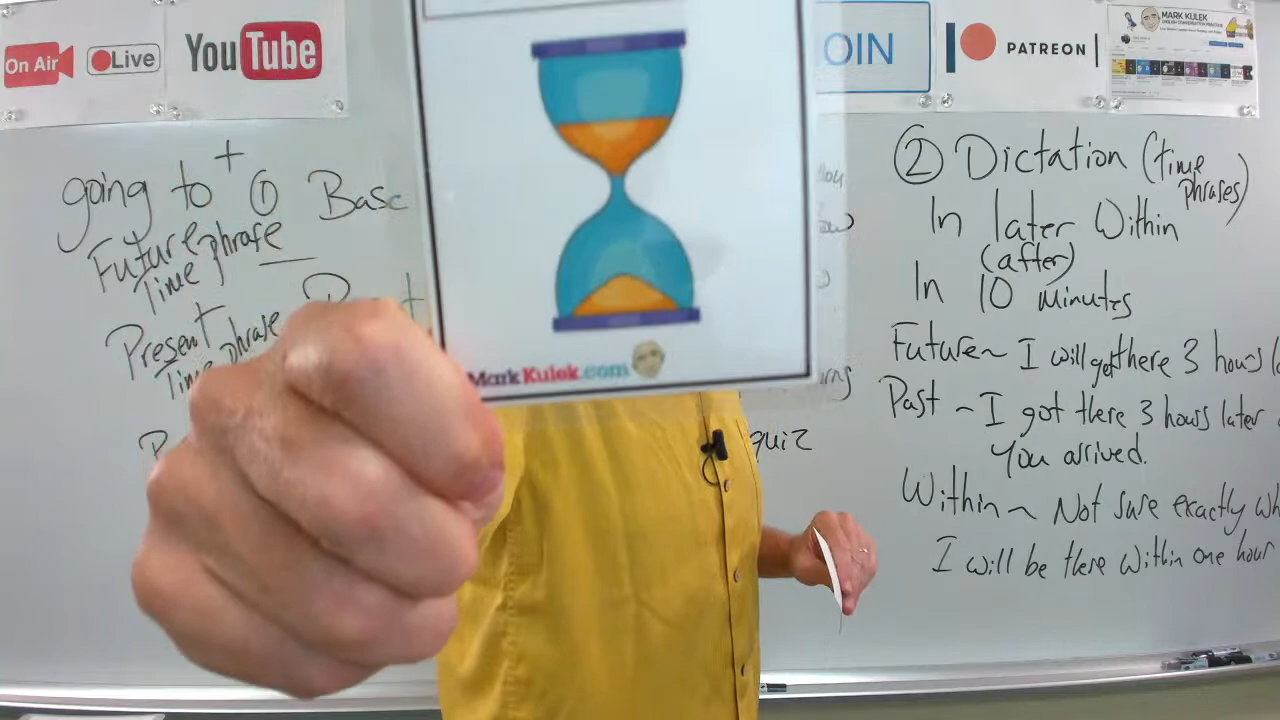 On Air
Live
YouTube
OIN
PATREON
MARK KULEK
going to + ① Basc
Future phrase
Time
Present
Time phrase
MarkKulek.com
quiz
② Dictation (time
phrases)
In later Within
(after)
In 10 minutes
Future ~ I will get there 3 hours
Past ~ I got there 3 hours later
you arrived.
Within ~ Not sure exactly
I will be there within one hour